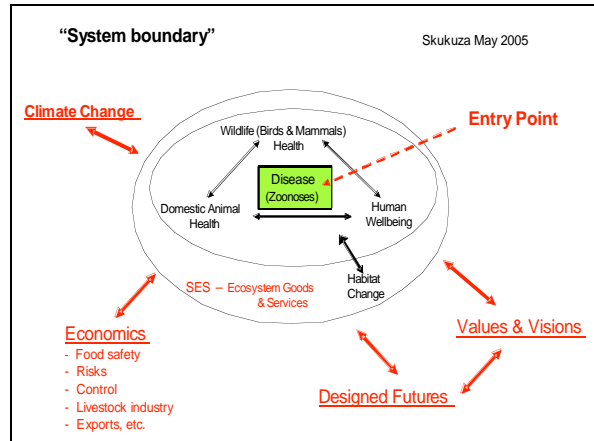 “System boundary”
Skukuza May 2005
Climate Change
Entry Point
Wildlife (Birds & Mammals)
Health
Disease
(Zoonoses)
Domestic Animal
Health
Human
Wellbeing
SES – Ecosystem Goods
& Services
Habitat
Change
Economics
- Food safety
- Risks
- Control
- Livestock industry
- Exports, etc.
Values & Visions
Designed Futures